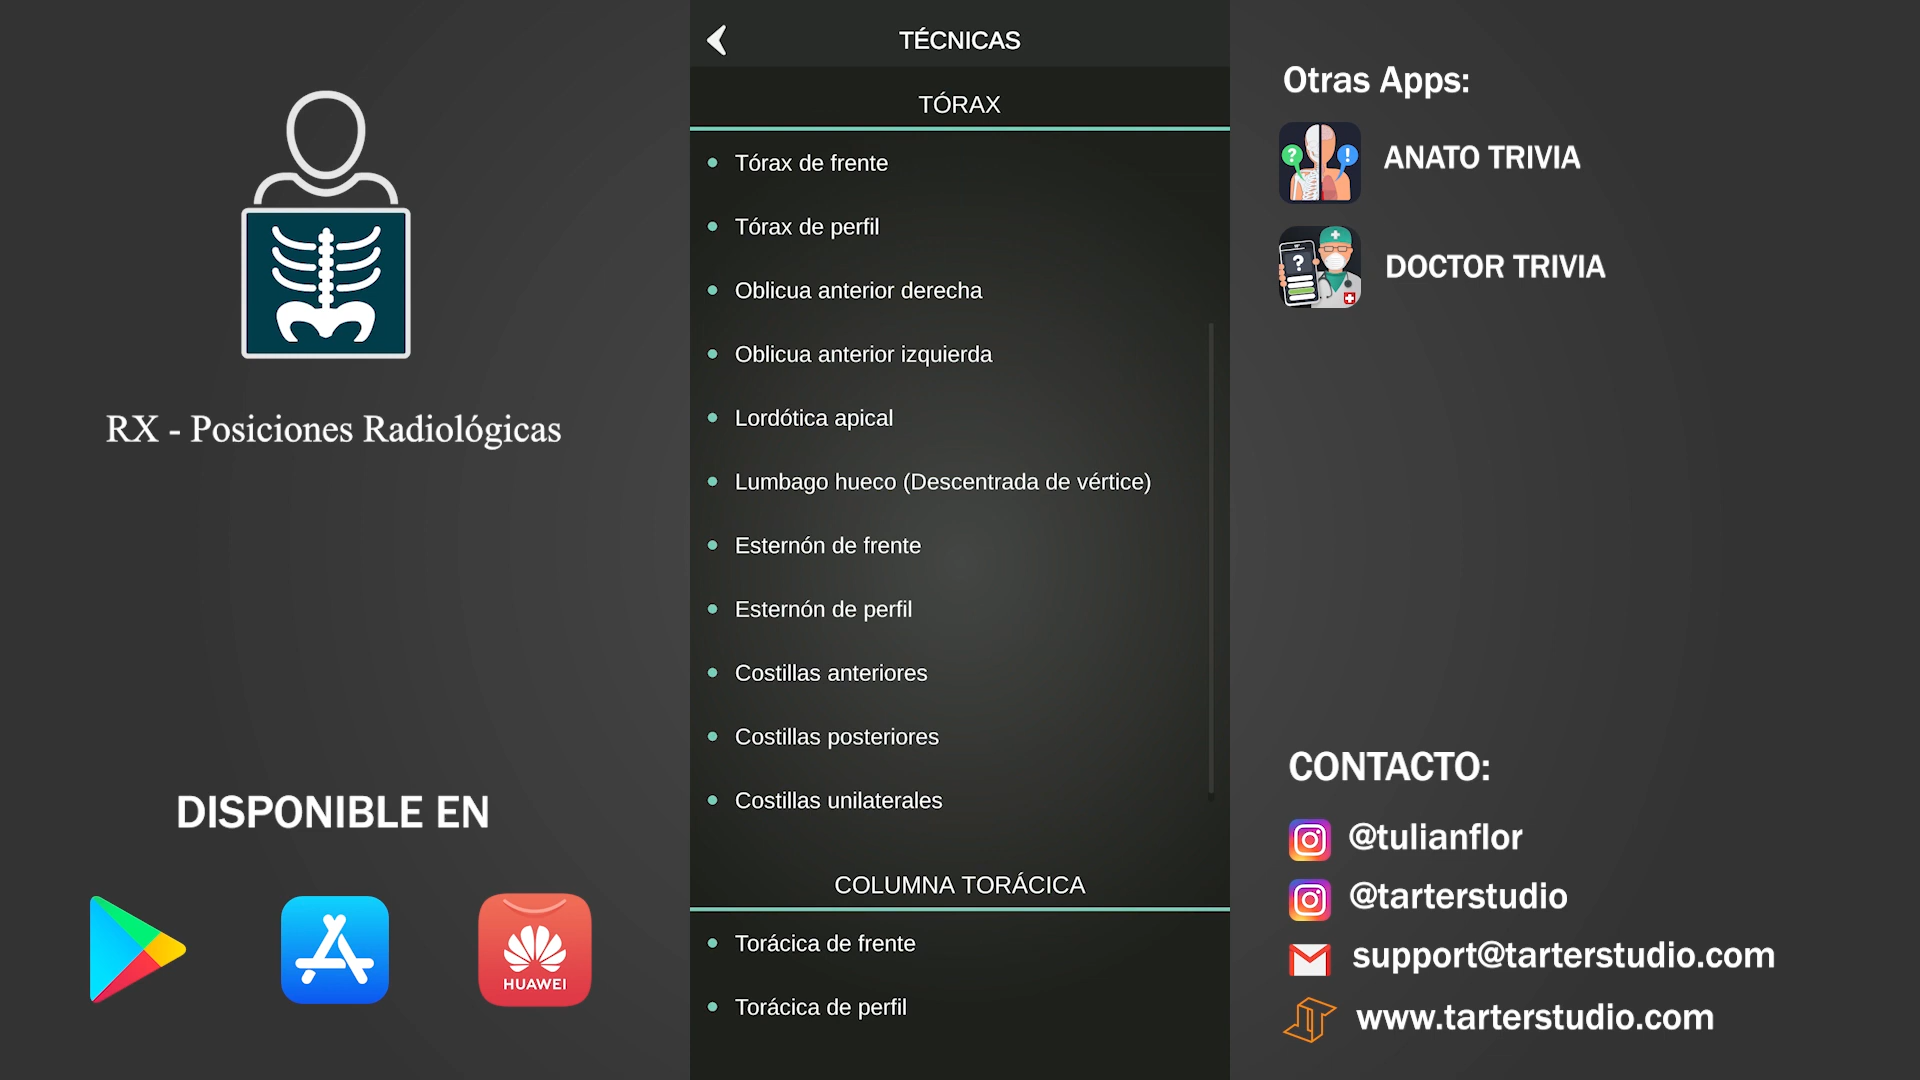 RX - Posiciones Radiológicas
DISPONIBLE EN
HUAWEI
TÉCNICAS
TÓRAX
Tórax de frente
Tórax de perfil
Oblicua anterior derecha
Oblicua anterior izquierda
Lordótica apical
Lumbago hueco (Descentrada de vértice)
Esternón de frente
Esternón de perfil
Costillas anteriores
Costillas posteriores
Costillas unilaterales
COLUMNA TORÁCICA
Torácica de frente
Torácica de perfil
Otras Apps:
ANATO TRIVIA
DOCTOR TRIVIA
CONTACTO:
@tulianflor
@tarterstudio
support@tarterstudio.com
www.tarterstudio.com